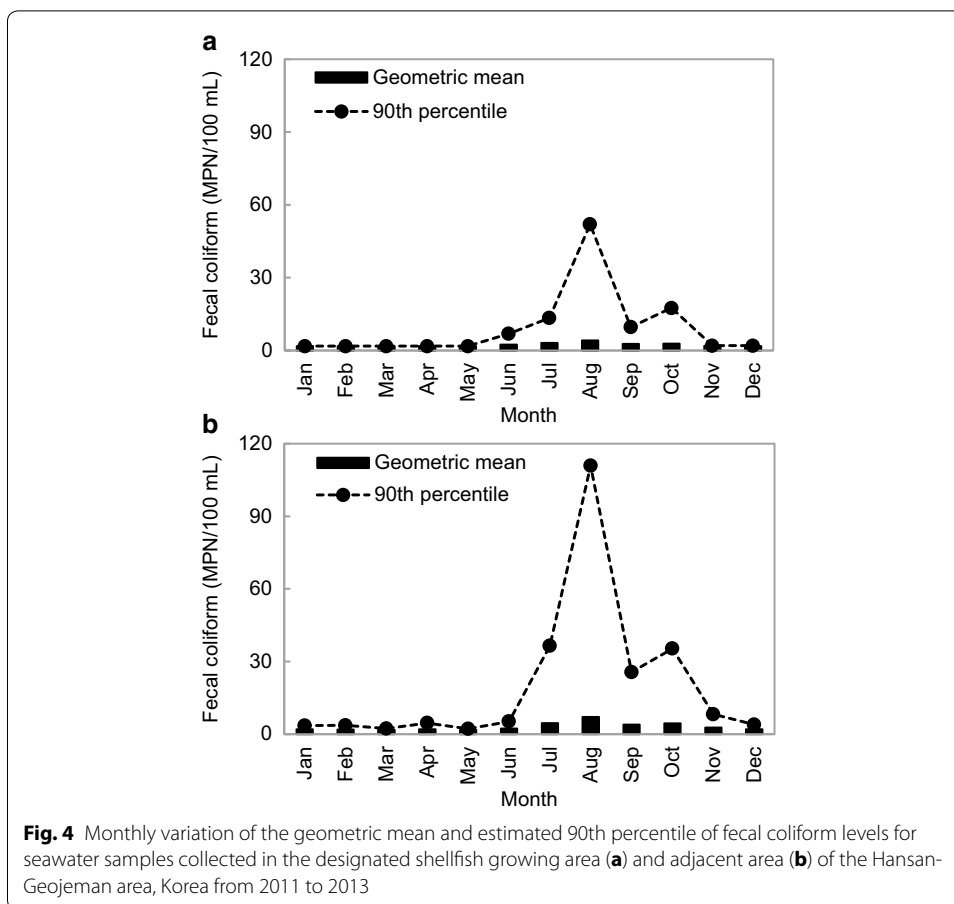 a
120
90
60
30
0
Fecal coliform (MPN/100 mL)
Geometric mean
90th percentile
Jan
Feb
Mar
Apr
May
Jun
Jul
Aug
Sep
Oct
Nov
Dec
Month
b
120
90
60
30
0
Fecal coliform (MPN/100 mL)
Geometric mean
90th percentile
Jan
Feb
Mar
Apr
May
Jun
Jul
Aug
Sep
Oct
Nov
Dec
Month
Fig. 4 Monthly variation of the geometric mean and estimated 90th percentile of fecal coliform levels for
seawater samples collected in the designated shellfish growing area (a) and adjacent area (b) of the Hansan-
Geojeman area, Korea from 2011 to 2013